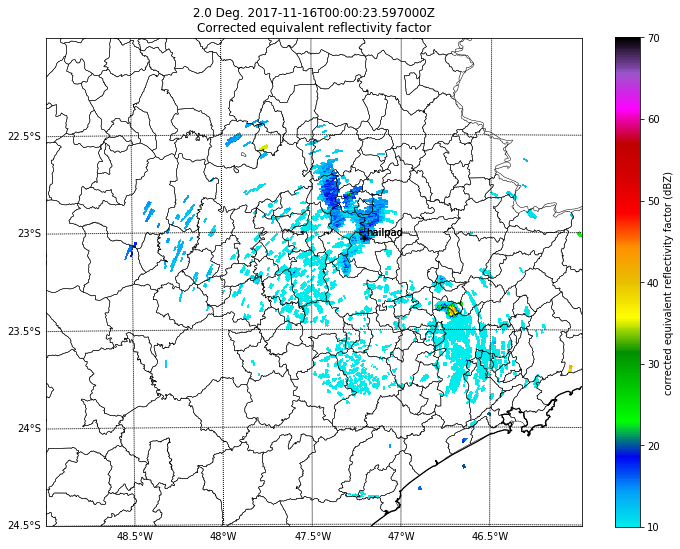 2.0 Deg. 2017-11-16T00:00:23.597000Z
Corrected equivalent reflectivity factor
22.5°S
23°S
23.5°S
24°S
24.5°S
48.5°W
48°W
47.5°W
47°W
46.5°W
hailpad
70
60
50
40
30
20
10
corrected equivalent reflectivity factor (dBZ)